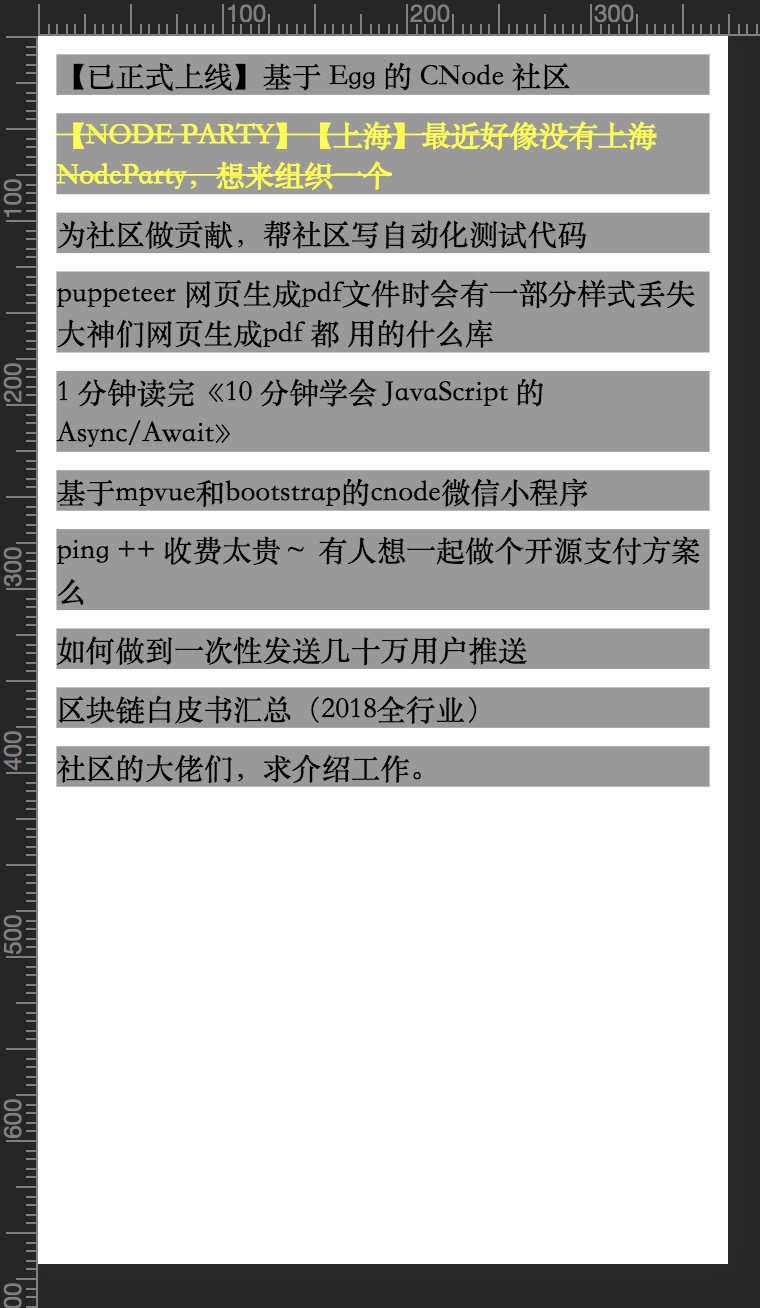 100
200
300
【已正式上线】基于 Egg 的 CNode 社区
【NODE PARTY】【上海】最近好像没有上海
NodeParty，想来组织一个
100
为社区做贡献，帮社区写自动化测试代码
puppeteer 网页生成pdf文件时会有一部分样式丢失
大神们网页生成pdf 都 用的什么库
200
1 分钟读完《10 分钟学会 JavaScript 的
Async/Await》
基于mpvue和bootstrap的cnode微信小程序
300
ping ++ 收费太贵～ 有人想一起做个开源支付方案
么
如何做到一次性发送几十万用户推送
区块链白皮书汇总（2018全行业）
400
社区的大佬们，求介绍工作。
500
600